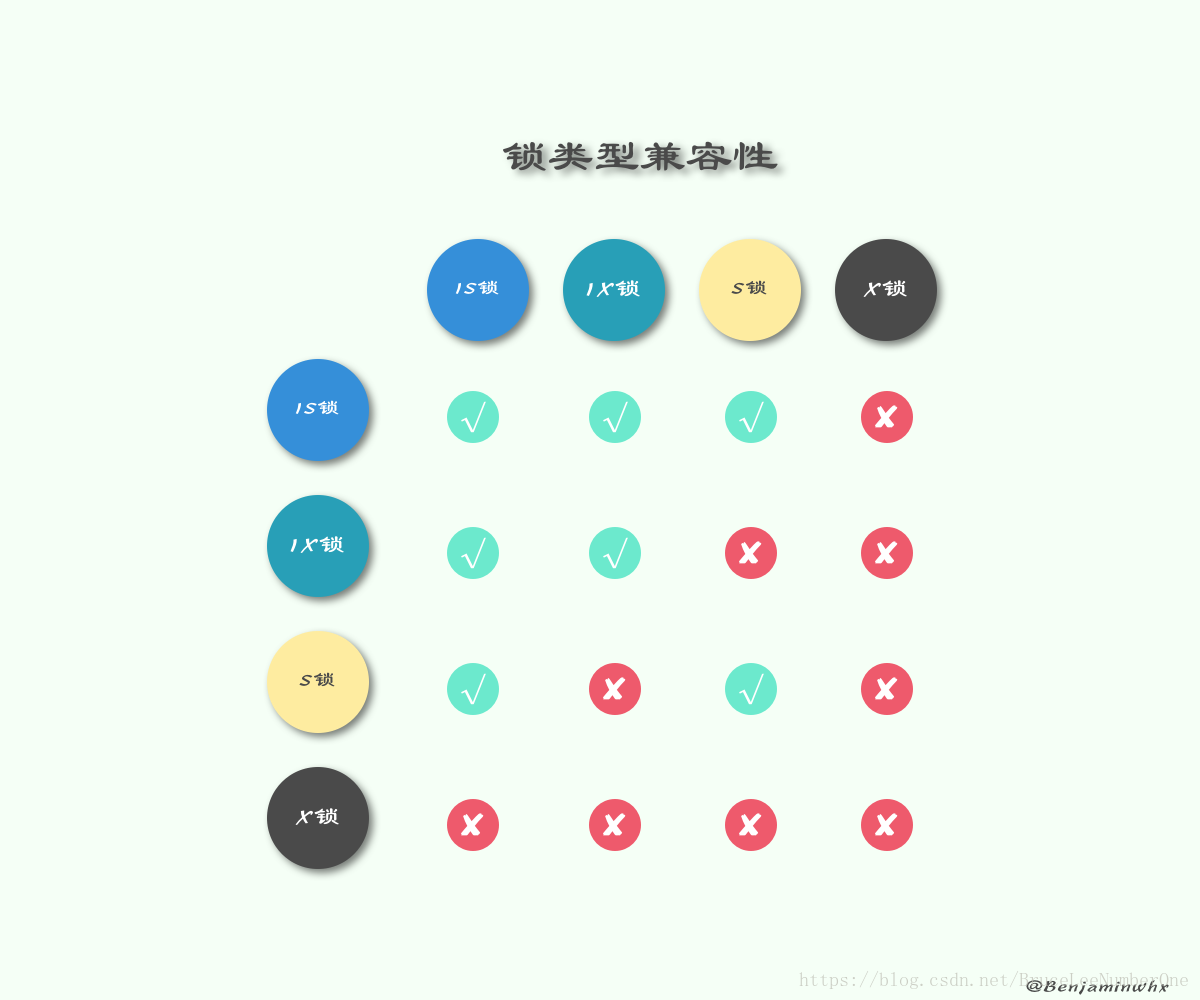 锁类型兼容性
IS锁 IX锁 S锁 X锁
IS锁 √ √ √ ✘
IX锁 √ √ ✘ ✘
S锁 √ ✘ √ ✘
X锁 ✘ ✘ ✘ ✘
https://blog.csdn.net/BruceLeeNumberOne
@Benjaminwhx